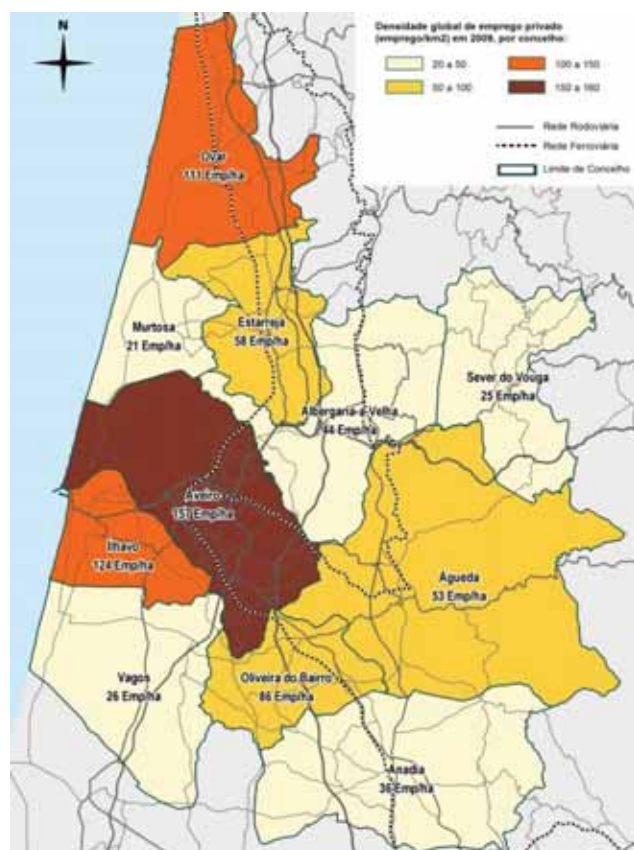 N
Densidade global de emprego privado
(emprego/km2) em 2009, por concelho:
20 a 50
100 a 150
50 a 100
150 a 160
Rede Rodoviária
Rede Ferroviária
Limite de Concelho
Ovar
111 Emp/ha
Murtosa
21 Emp/ha
Estarreja
58 Emp/ha
Sever do Vouga
25 Emp/ha
Albergaria-a-Velha
44 Emp/ha
Aveiro
157 Emp/ha
Ílhavo
124 Emp/ha
Águeda
53 Emp/ha
Vagos
26 Emp/ha
Oliveira do Bairro
86 Emp/ha
Anadia
36 Emp/ha